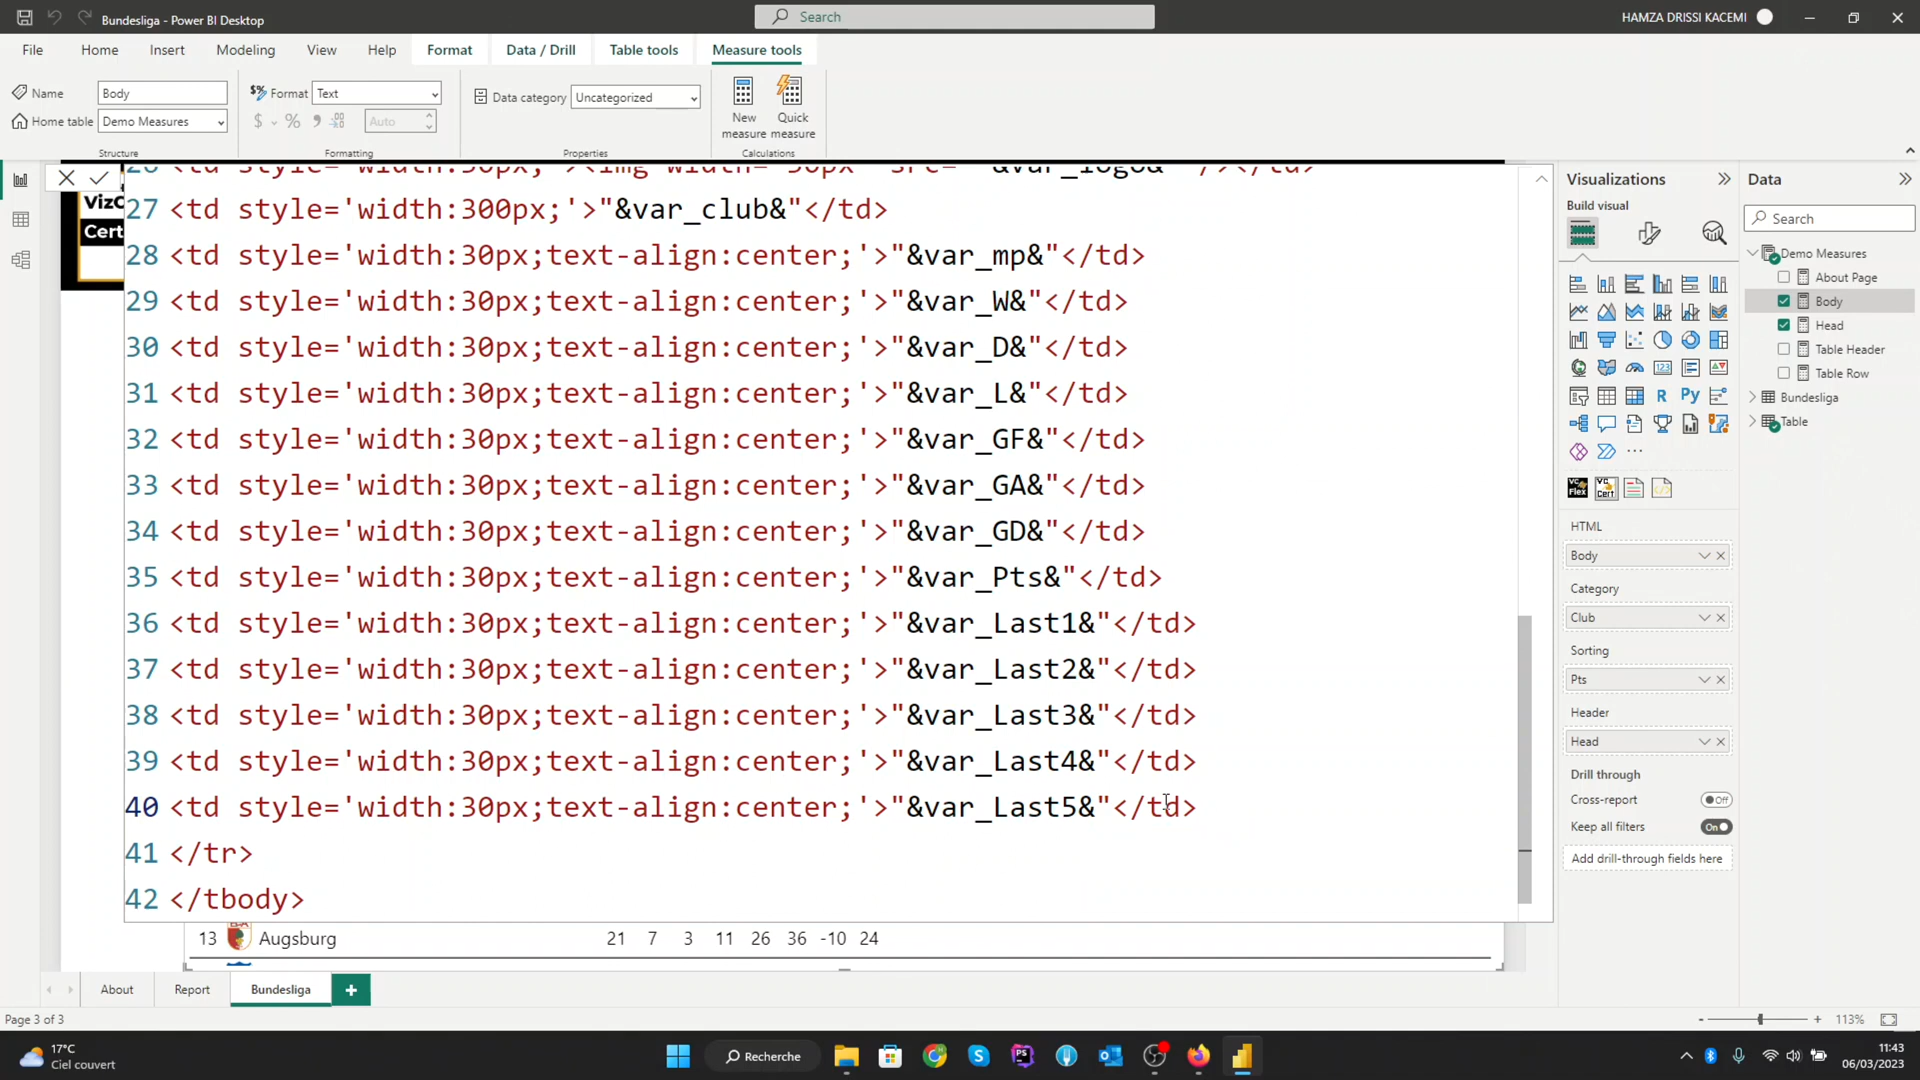 Bundesliga - Power BI Desktop
Search
HAMZA DRISSI KACEMI
File
Home
Insert
Modeling
View
Help
Format
Data / Drill
Table tools
Measure tools
Name
Body
Home table
Demo Measures
Structure
Format
Text
$
%
Auto
Formatting
Data category
Uncategorized
Properties
New measure
Quick measure
Calculations
Cert
27 <td style='width:300px;'>"&var_club&"</td>
28 <td style='width:30px;text-align:center;'>"&var_mp&"</td>
29 <td style='width:30px;text-align:center;'>"&var_W&"</td>
30 <td style='width:30px;text-align:center;'>"&var_D&"</td>
31 <td style='width:30px;text-align:center;'>"&var_L&"</td>
32 <td style='width:30px;text-align:center;'>"&var_GF&"</td>
33 <td style='width:30px;text-align:center;'>"&var_GA&"</td>
34 <td style='width:30px;text-align:center;'>"&var_GD&"</td>
35 <td style='width:30px;text-align:center;'>"&var_Pts&"</td>
36 <td style='width:30px;text-align:center;'>"&var_Last1&"</td>
37 <td style='width:30px;text-align:center;'>"&var_Last2&"</td>
38 <td style='width:30px;text-align:center;'>"&var_Last3&"</td>
39 <td style='width:30px;text-align:center;'>"&var_Last4&"</td>
40 <td style='width:30px;text-align:center;'>"&var_Last5&"</td>
41 </tr>
42 </tbody>
13 Augsburg 21 7 3 11 26 36 -10 24
Visualizations
Build visual
R
Py
123
VC Flex
VC Cert
HTML
Body
Category
Club
Sorting
Pts
Header
Head
Drill through
Cross-report
Off
Keep all filters
On
Add drill-through fields here
Data
Search
Demo Measures
About Page
Body
Head
Table Header
Table Row
Bundesliga
Table
About
Report
Bundesliga
Page 3 of 3
113%
17°C
Ciel couvert
Recherche
11:43
06/03/2023